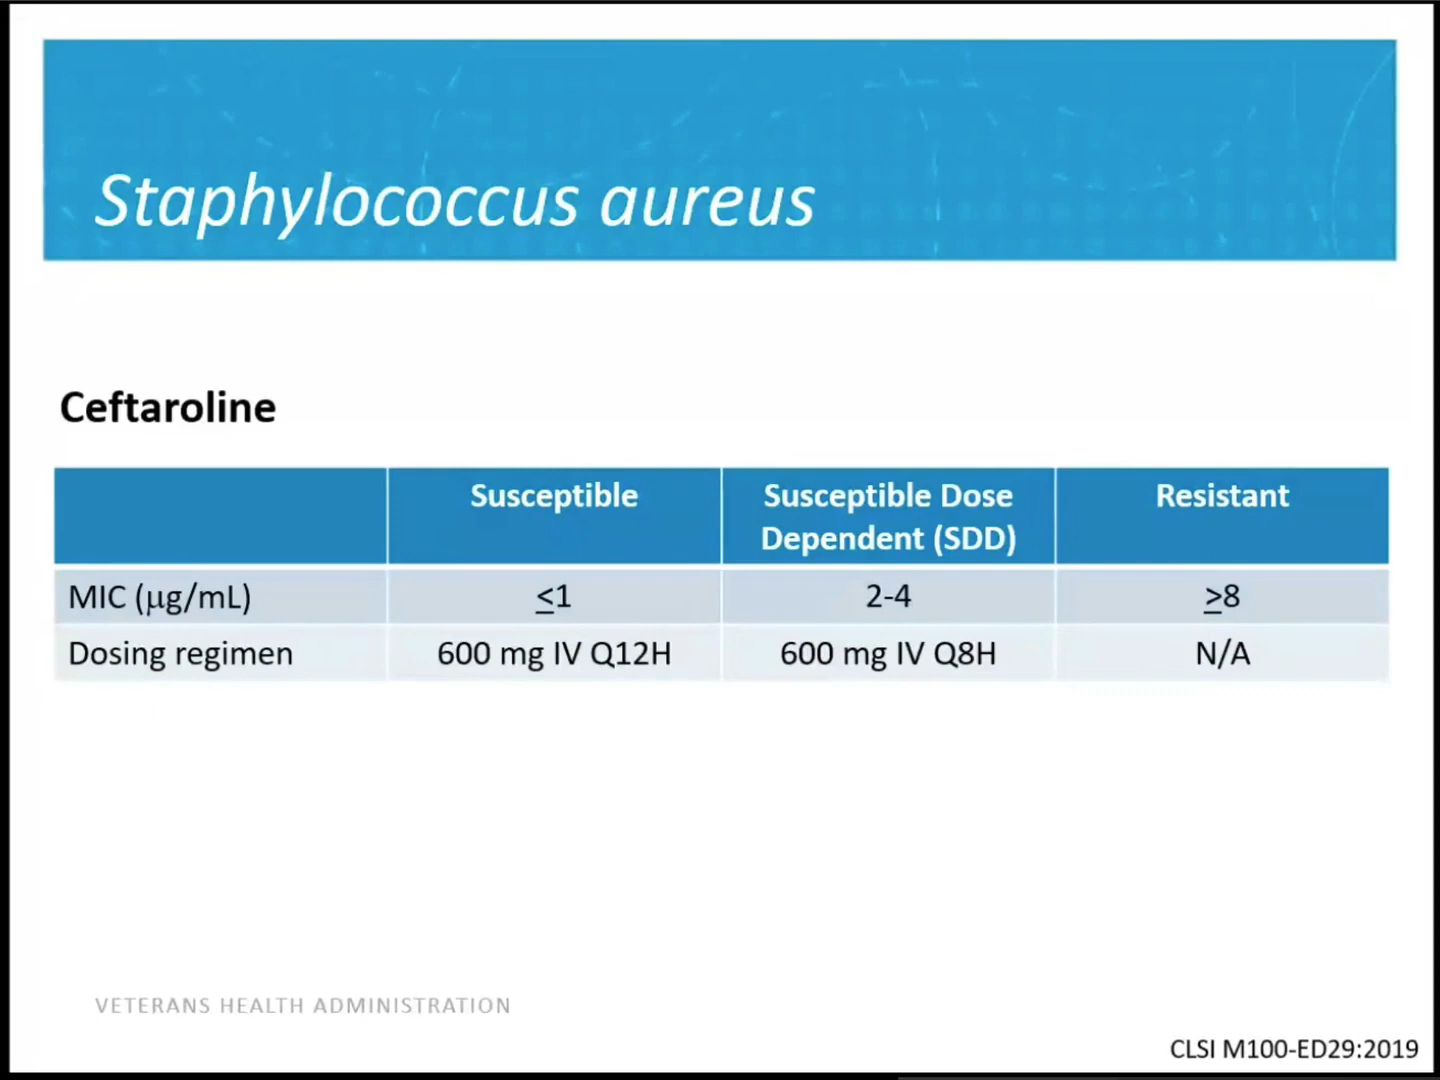 Staphylococcus aureus
Ceftaroline
Susceptible
Susceptible Dose
Dependent (SDD)
Resistant
MIC (μg/mL) ≤1 2-4 ≥8
Dosing regimen 600 mg IV Q12H 600 mg IV Q8H N/A
VETERANS HEALTH ADMINISTRATION
CLSI M100-ED29:2019